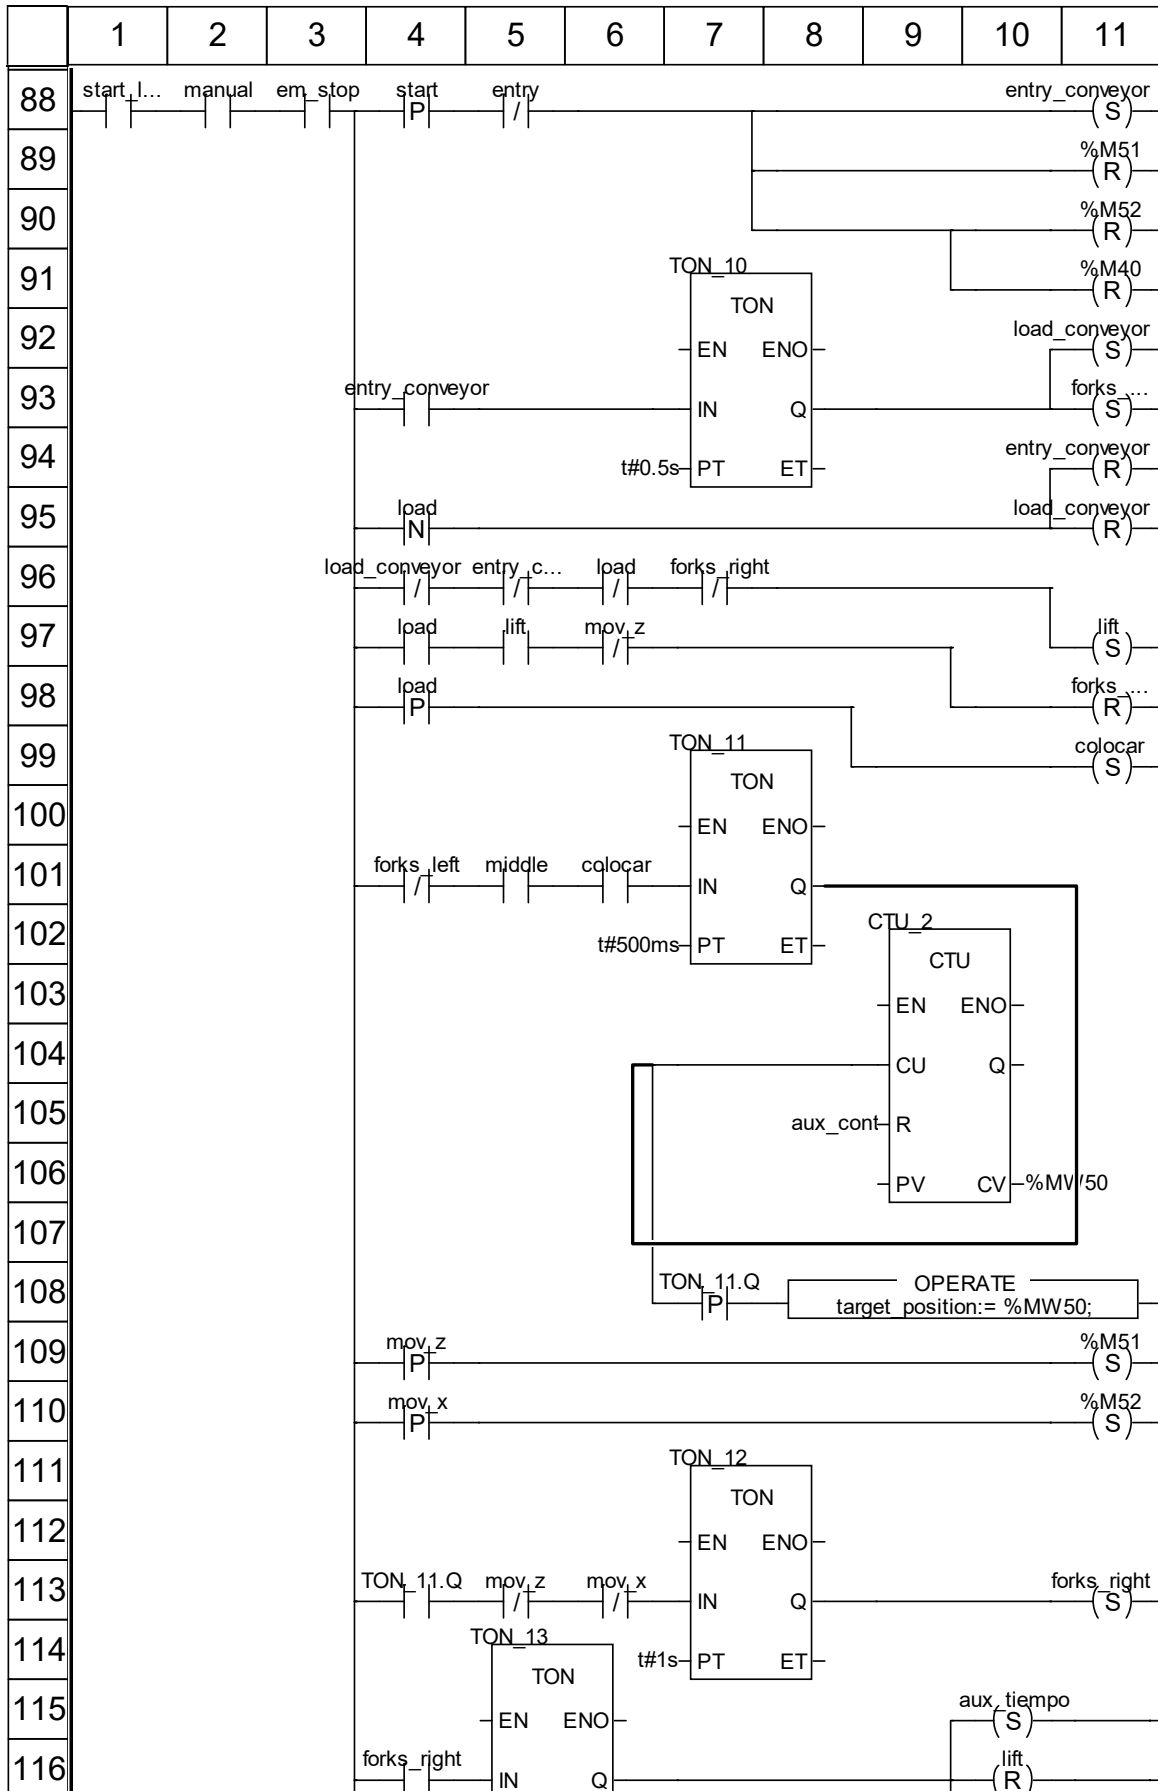 1 2 3 4 5 6 7 8 9 10 11
88 start_l... manual em_stop start entry entry_conveyor
P / S
89 %M51
R
90 %M52
R
91 TON_10 %M40
TON R
92 load_conveyor
EN ENO S
93 entry_conveyor forks_...
IN Q S
94 entry_conveyor
t#0.5s PT ET R
95 load load_conveyor
N R
96 load_conveyor entry_c... load forks_right
/ / / /
97 load lift mov_z lift
/ S
98 load forks_...
P R
99 TON_11 colocar
TON S
100
EN ENO
101 forks_left middle colocar
/ IN Q
102 CTU_2
t#500ms PT ET CTU
103
EN ENO
104
CU Q
105
aux_cont R
106
PV CV %MW50
107
108 TON_11.Q OPERATE
P target_position:= %MW50;
109 mov_z %M51
P S
110 mov_x %M52
P S
111 TON_12
TON
112
EN ENO
113 TON_11.Q mov_z mov_x forks_right
/ / IN Q S
114 TON_13
TON t#1s PT ET
115 aux_tiempo
EN ENO S
116 forks_right lift
IN Q R